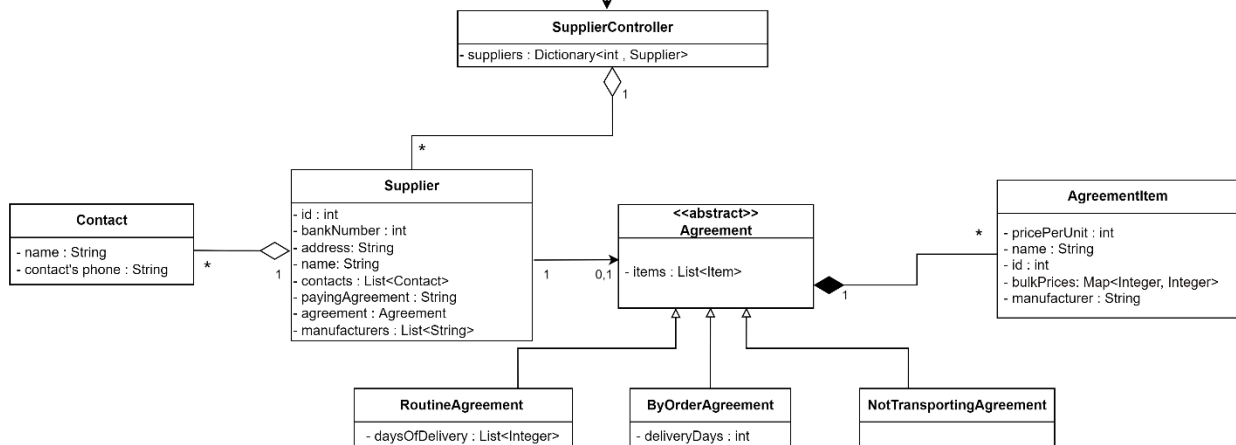 SupplierController
- suppliers : Dictionary<int , Supplier>
1
*
Supplier
- id : int
- bankNumber : int
- address: String
- name: String
- contacts : List<Contact>
- payingAgreement : String
- agreement : Agreement
- manufacturers : List<String>
Contact
- name : String
- contact's phone : String
*
1
1
0,1
<<abstract>>
Agreement
- items : List<Item>
1
*
AgreementItem
- pricePerUnit : int
- name : String
- id : int
- bulkPrices: Map<Integer, Integer>
- manufacturer : String
RoutineAgreement
- daysOfDelivery : List<Integer>
ByOrderAgreement
- deliveryDays : int
NotTransportingAgreement